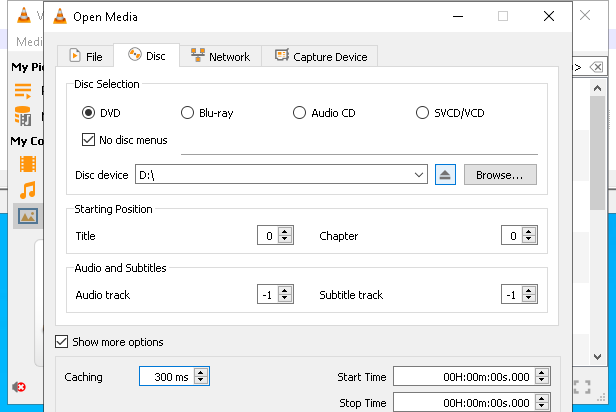 V
Open Media
Medi
File
Disc
Network
Capture Device
My Pi
Disc Selection
DVD
Blu-ray
Audio CD
SVCD/VCD
No disc menus
My Co
Disc device
D:\
Browse...
Starting Position
Title
0
Chapter
0
Audio and Subtitles
Audio track
-1
Subtitle track
-1
Show more options
Caching
300 ms
Start Time
00H:00m:00s.000
Stop Time
00H:00m:00s.000